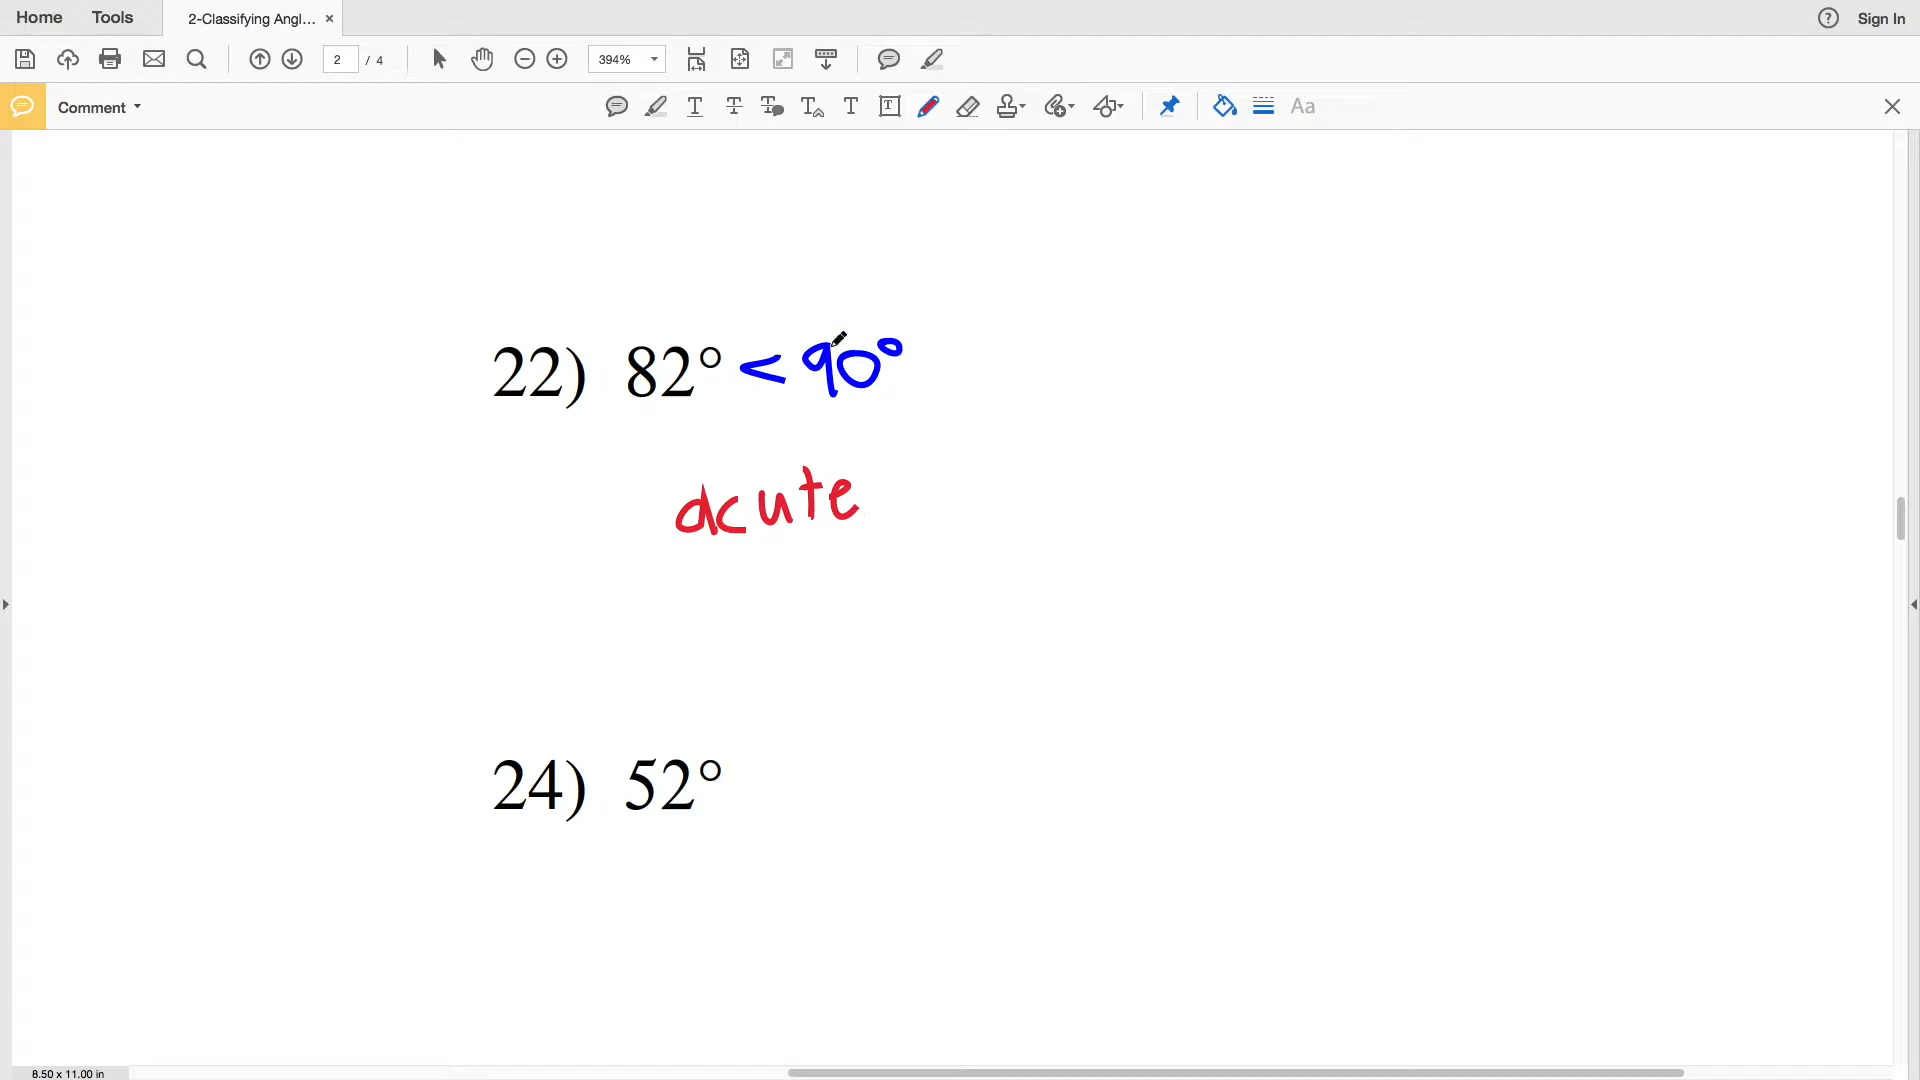 Home Tools 2-Classifying Angl... × ? Sign In
2 / 4 394%
Comment T T T T T T Aa
22) 82° < 90°
acute
24) 52°
8.50 x 11.00 in